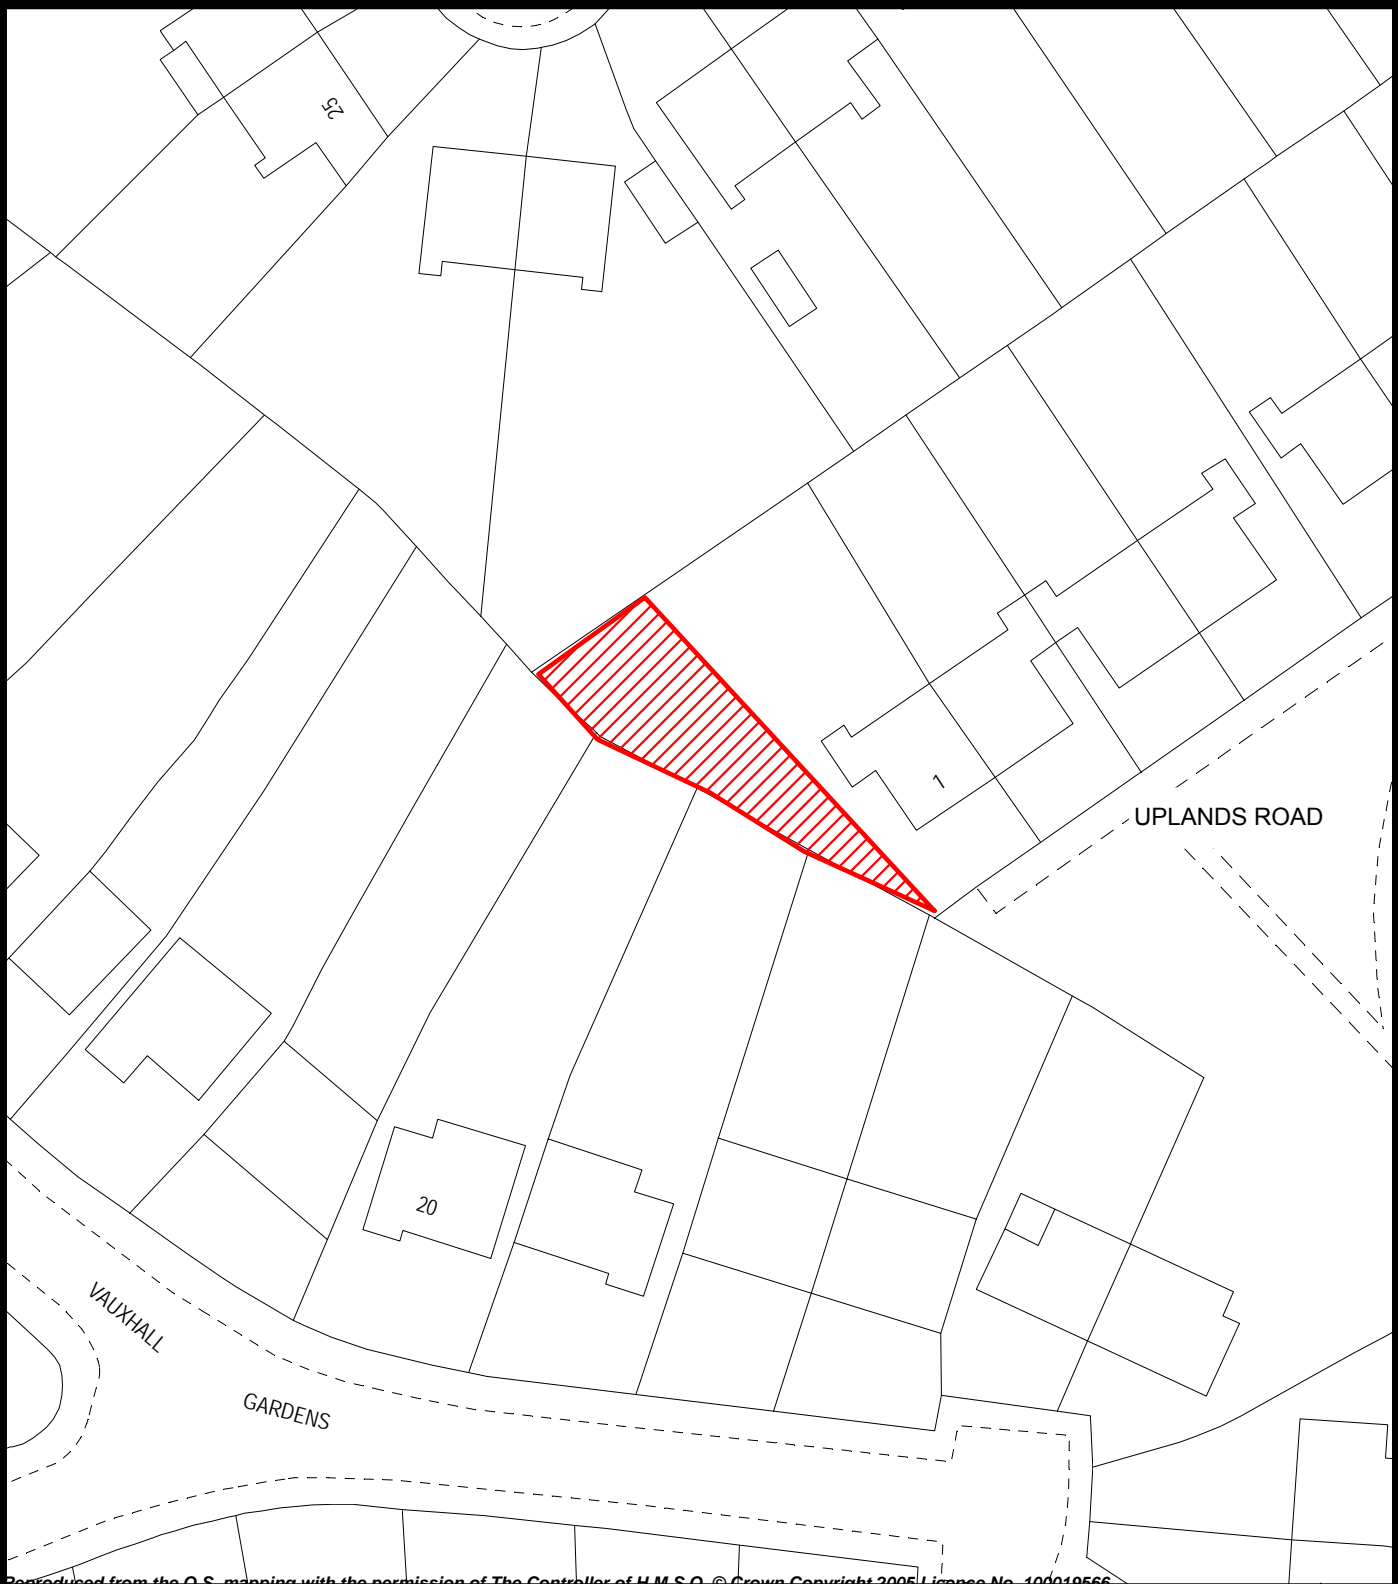 25
1
UPLANDS ROAD
20
VAUXHALL
GARDENS
Reproduced from the O.S. mapping with the permission of The Controller of H.M.S.O. © Crown Copyright 2005 Licence No. 100019566